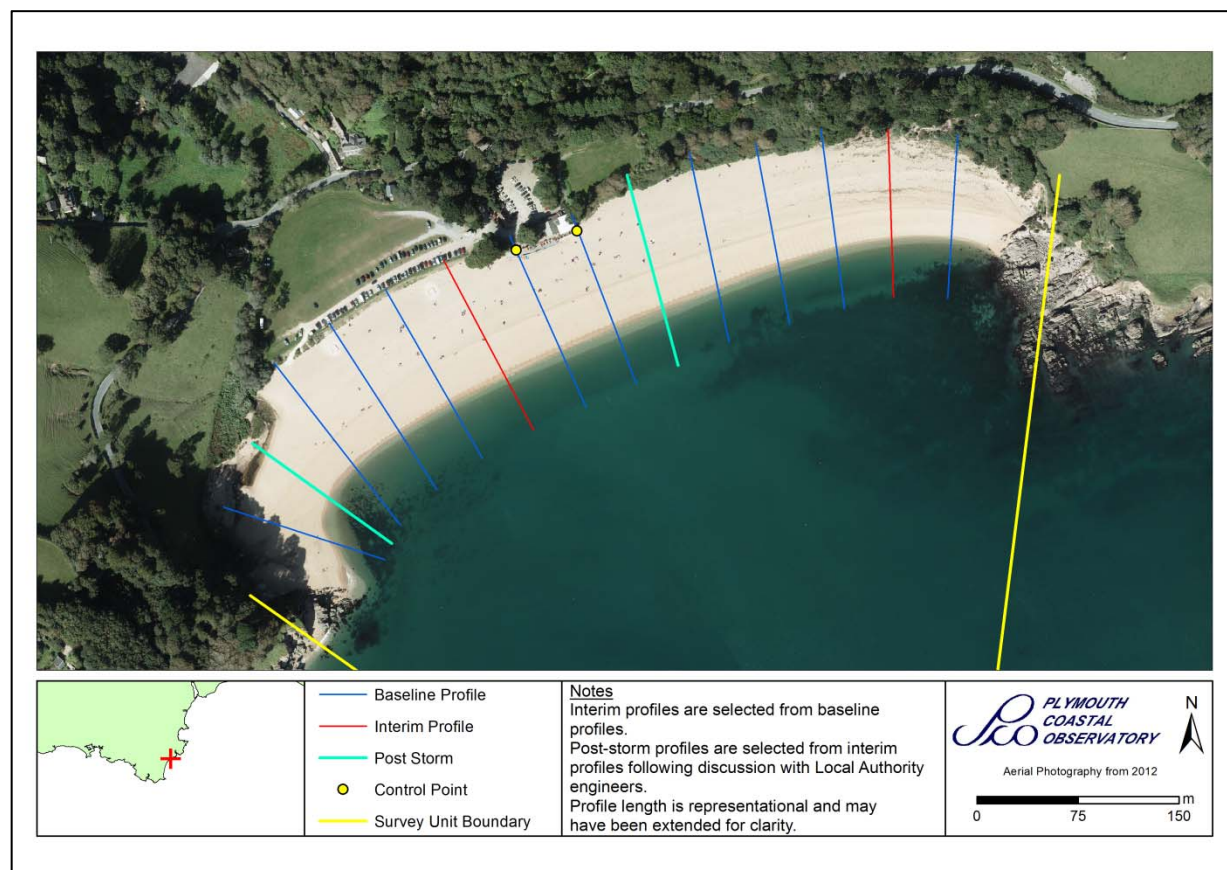 Baseline Profile
Interim Profile
Post Storm
Control Point
Survey Unit Boundary
Notes
Interim profiles are selected from baseline
profiles.
Post-storm profiles are selected from interim
profiles following discussion with Local Authority
engineers.
Profile length is representational and may
have been extended for clarity.
PLYMOUTH
COASTAL
OBSERVATORY
N
Aerial Photography from 2012
m
0 75 150